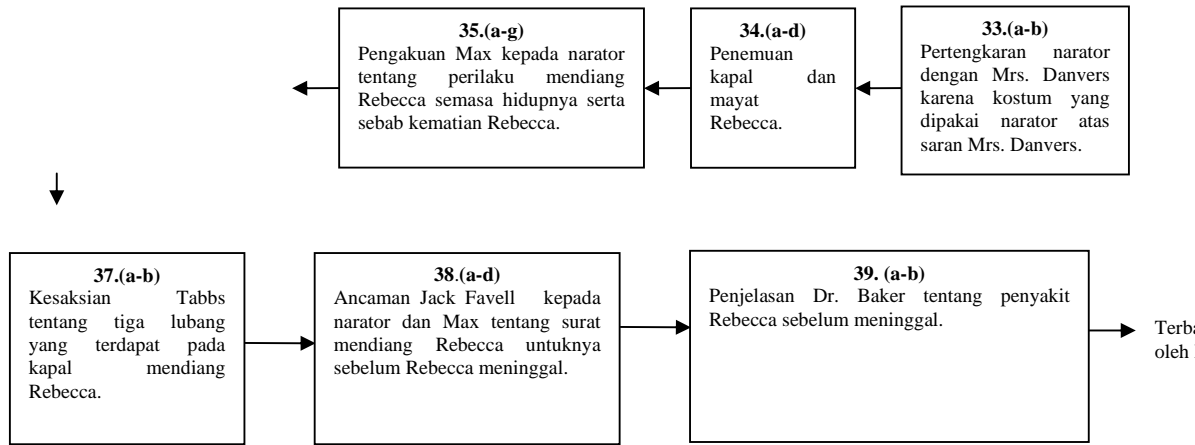 35.(a-g)
Pengakuan Max kepada narator
tentang perilaku mendiang
Rebecca semasa hidupnya serta
sebab kematian Rebecca.
34.(a-d)
Penemuan
kapal dan
mayat
Rebecca.
33.(a-b)
Pertengkaran narator
dengan Mrs. Danvers
karena kostum yang
dipakai narator atas
saran Mrs. Danvers.
37.(a-b)
Kesaksian Tabbs
tentang tiga lubang
yang terdapat pada
kapal mendiang
Rebecca.
38.(a-d)
Ancaman Jack Favell kepada
narator dan Max tentang surat
mendiang Rebecca untuknya
sebelum Rebecca meninggal.
39. (a-b)
Penjelasan Dr. Baker tentang penyakit
Rebecca sebelum meninggal.
oleh